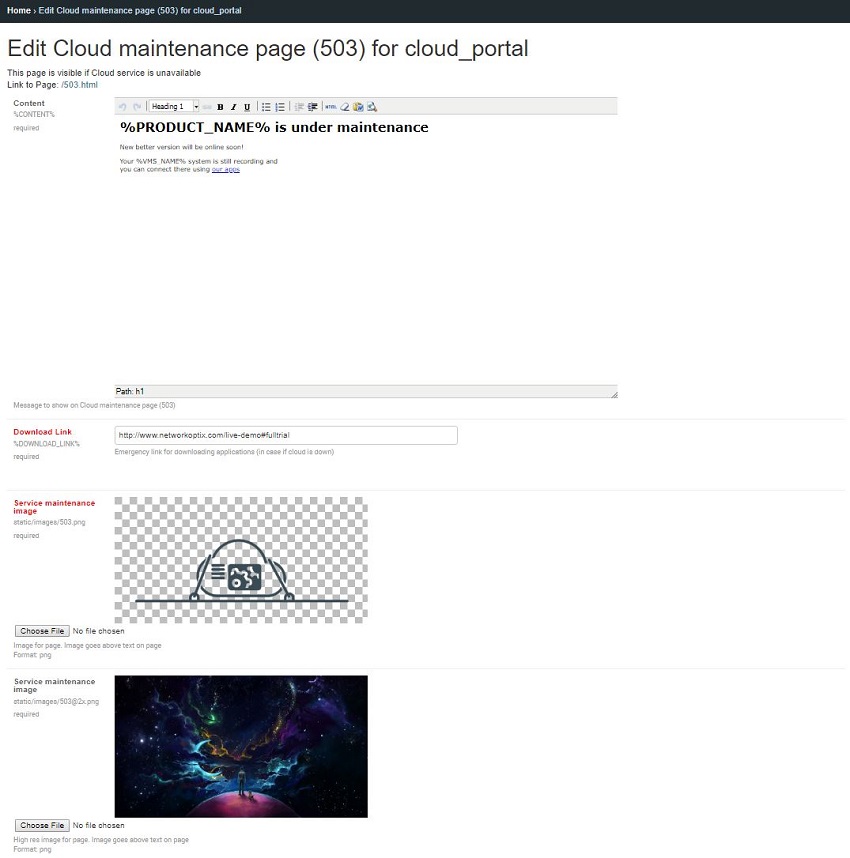 Home › Edit Cloud maintenance page (503) for cloud_portal
Edit Cloud maintenance page (503) for cloud_portal
This page is visible if Cloud service is unavailable
Link to Page: /503.html
Content
%CONTENT%
required
Heading 1
B I U
HTML
%PRODUCT_NAME% is under maintenance
New better version will be online soon!
Your %VMS_NAME% system is still recording and
you can connect there using our apps
Path: h1
Message to show on Cloud maintenance page (503)
Download Link
%DOWNLOAD_LINK%
required
http://www.networkoptix.com/live-demo#fulltrial
Emergency link for downloading applications (in case if cloud is down)
Service maintenance
image
static/images/503.png
required
Choose File No file chosen
Image for page. Image goes above text on page
Format: png
Service maintenance
image
static/images/503@2x.png
required
Choose File No file chosen
High res image for page. Image goes above text on page
Format: png